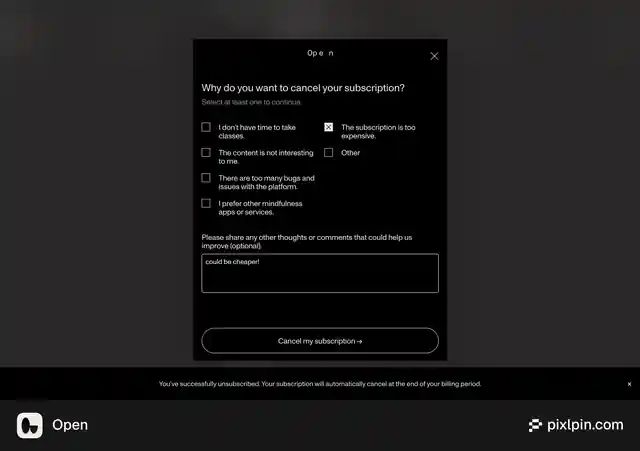 Open
Why do you want to cancel your subscription?
Select at least one to continue.
I don't have time to take
classes.
The content is not interesting
to me.
There are too many bugs and
issues with the platform.
I prefer other mindfulness
apps or services.
The subscription is too
expensive.
Other
Please share any other thoughts or comments that could help us
improve (optional).
could be cheaper!
Cancel my subscription →
You've successfully unsubscribed. Your subscription will automatically cancel at the end of your billing period.
Open
pixlpin.com